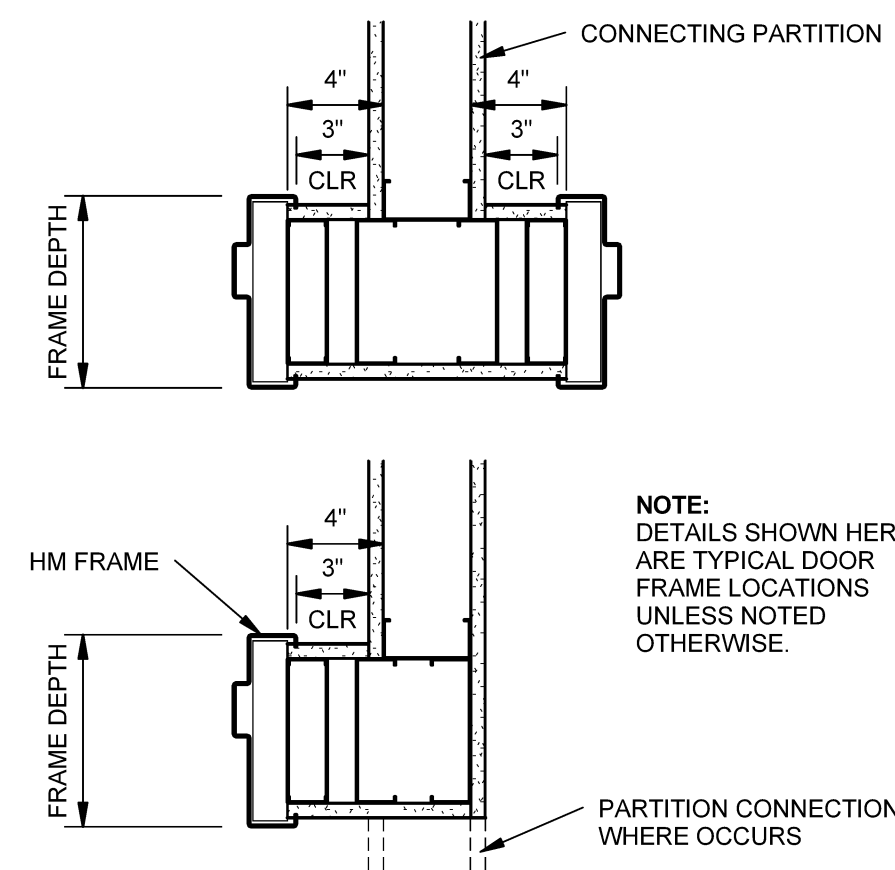 CONNECTING PARTITION
4"
4"
3"
3"
CLR
CLR
FRAME DEPTH
4"
3"
CLR
HM FRAME
FRAME DEPTH
NOTE:
DETAILS SHOWN HER
ARE TYPICAL DOOR
FRAME LOCATIONS
UNLESS NOTED
OTHERWISE.
PARTITION CONNECTION
WHERE OCCURS